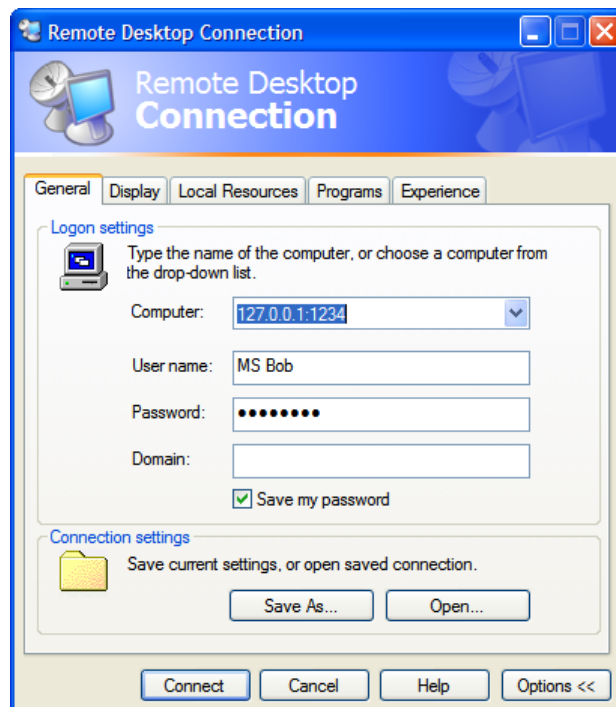 Remote Desktop Connection
Remote Desktop
Connection
General Display Local Resources Programs Experience
Logon settings
Type the name of the computer, or choose a computer from
the drop-down list.
Computer: 127.0.0.1:1234
User name: MS Bob
Password: ●●●●●●●●
Domain:
Save my password
Connection settings
Save current settings, or open saved connection.
Save As... Open...
Connect Cancel Help Options <<